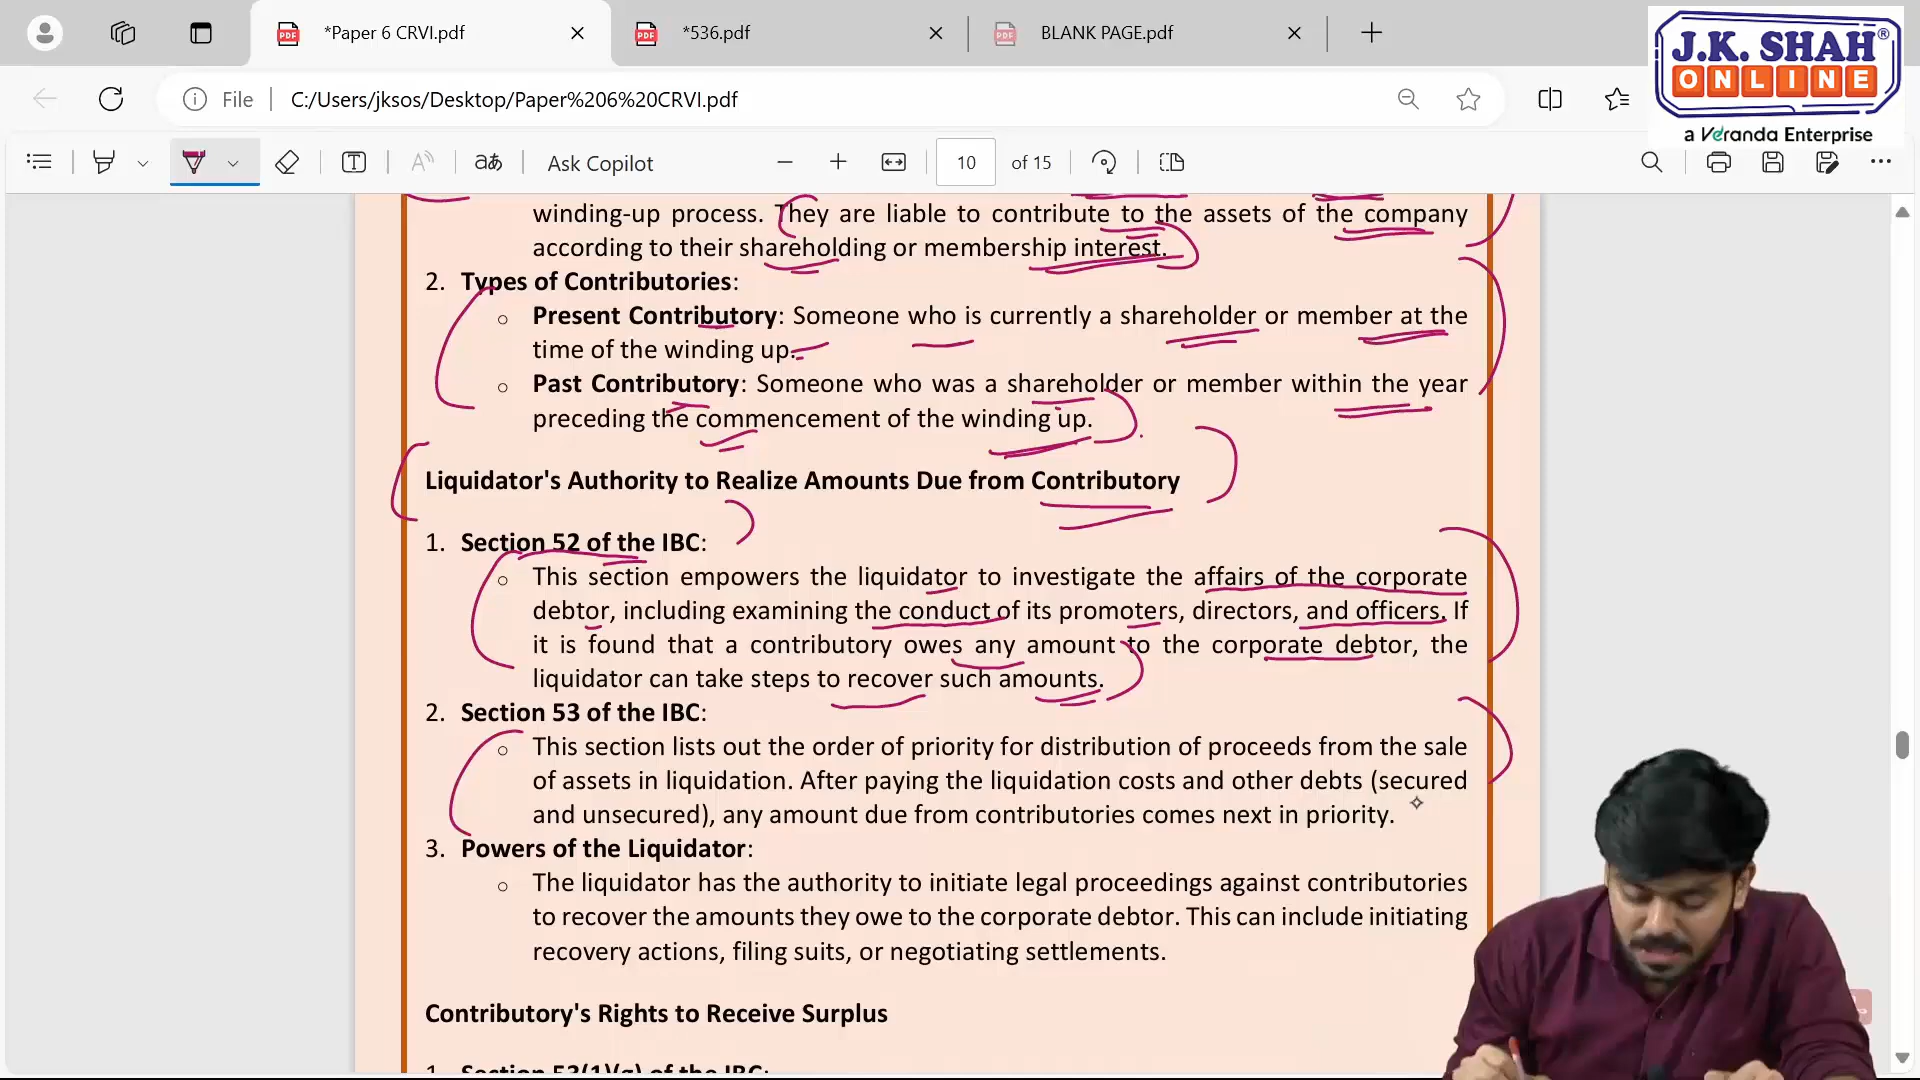 *Paper 6 CRVI.pdf
*536.pdf
BLANK PAGE.pdf
J.K. SHAH®
ONLINE
a Veranda Enterprise
File
C:/Users/jksos/Desktop/Paper%206%20CRVI.pdf
Ask Copilot
10 of 15
winding-up process. They are liable to contribute to the assets of the company
according to their shareholding or membership interest.
2. Types of Contributories:
o Present Contributory: Someone who is currently a shareholder or member at the
time of the winding up.
o Past Contributory: Someone who was a shareholder or member within the year
preceding the commencement of the winding up.
Liquidator's Authority to Realize Amounts Due from Contributory
1. Section 52 of the IBC:
o This section empowers the liquidator to investigate the affairs of the corporate
debtor, including examining the conduct of its promoters, directors, and officers. If
it is found that a contributory owes any amount to the corporate debtor, the
liquidator can take steps to recover such amounts.
2. Section 53 of the IBC:
o This section lists out the order of priority for distribution of proceeds from the sale
of assets in liquidation. After paying the liquidation costs and other debts (secured
and unsecured), any amount due from contributories comes next in priority.
3. Powers of the Liquidator:
o The liquidator has the authority to initiate legal proceedings against contributories
to recover the amounts they owe to the corporate debtor. This can include initiating
recovery actions, filing suits, or negotiating settlements.
Contributory's Rights to Receive Surplus
1. Section 53(1)(g) of the IBC: